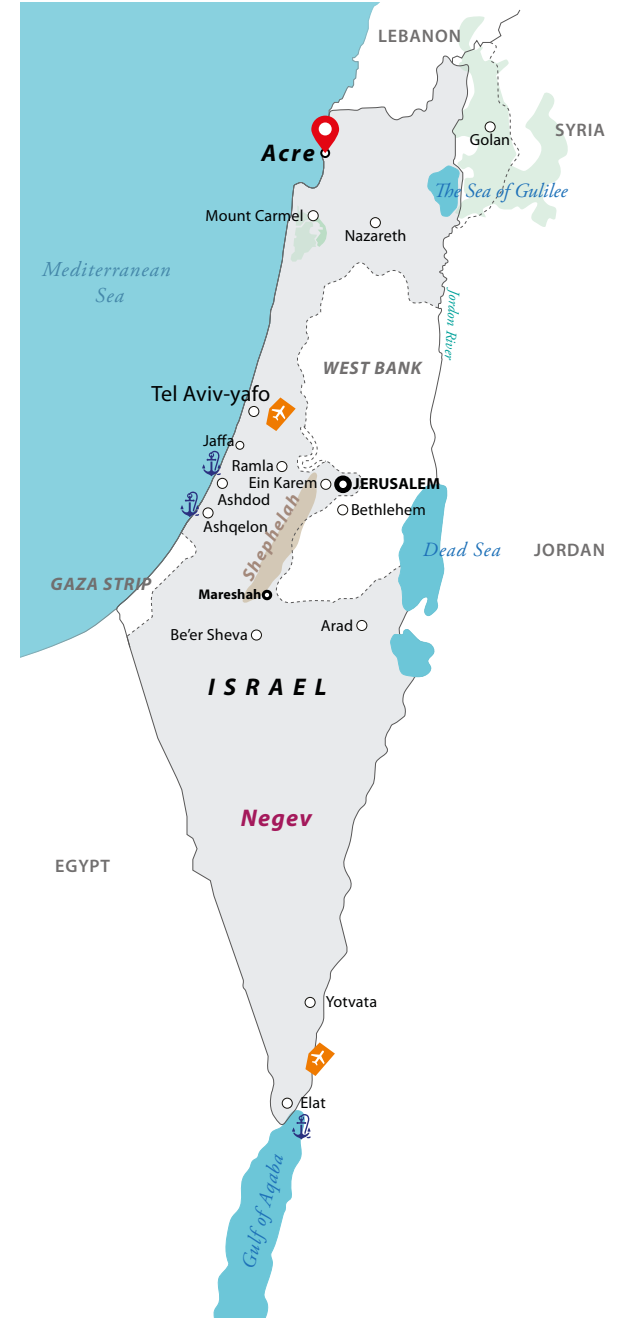 LEBANON
SYRIA
Golan
Acre
The Sea of Gulilee
Mount Carmel
Nazareth
Mediterranean
Sea
Jordon River
WEST BANK
Tel Aviv-yafo
Jaffa
Ramla
Ein Karem
JERUSALEM
Ashdod
Bethlehem
Ashqelon
Shephelah
Dead Sea
JORDAN
GAZA STRIP
Mareshah
Be'er Sheva
Arad
ISRAEL
Negev
EGYPT
Yotvata
Elat
Gulf of Aqaba